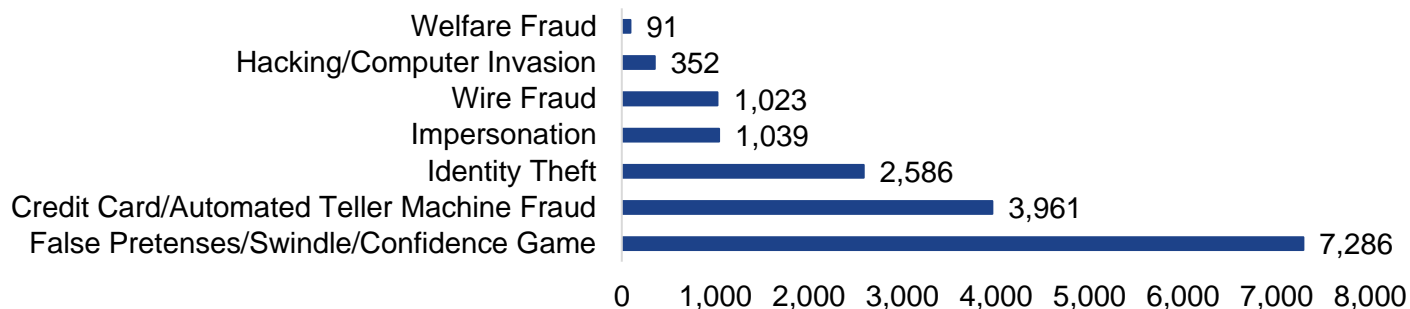 Welfare Fraud 91
Hacking/Computer Invasion 352
Wire Fraud 1,023
Impersonation 1,039
Identity Theft 2,586
Credit Card/Automated Teller Machine Fraud 3,961
False Pretenses/Swindle/Confidence Game 7,286
0 1,000 2,000 3,000 4,000 5,000 6,000 7,000 8,000